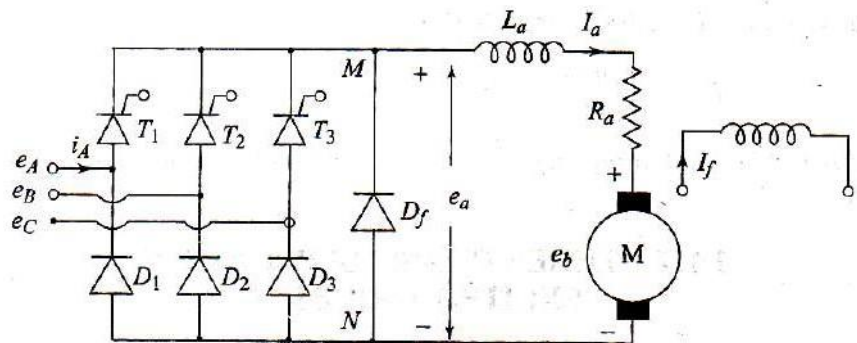 L_a I_a
M +
T_1 T_2 T_3
R_a
e_A i_A
I_f
e_B
e_C
D_f e_a
+
e_b M
D_1 D_2 D_3
N − −